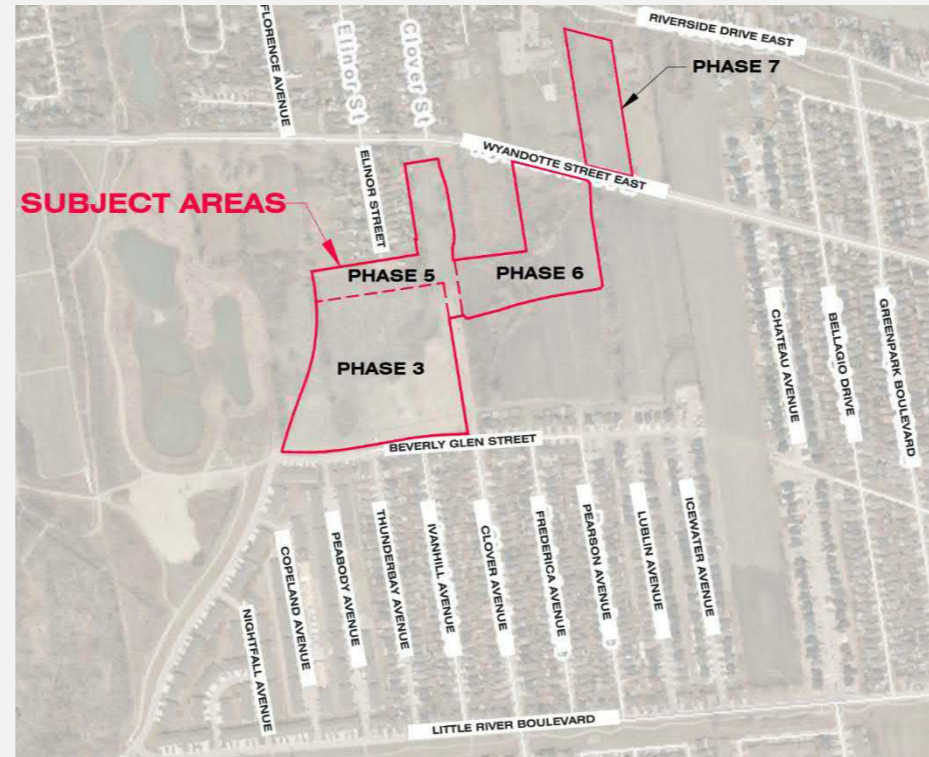 RIVERSIDE DRIVE EAST
FLORENCE AVENUE
Elinor St
Clover St
PHASE 7
WYANDOTTE STREET EAST
ELINOR STREET
SUBJECT AREAS
PHASE 5
PHASE 6
PHASE 3
CHATEAU AVENUE
BELLAGIO DRIVE
GREENPARK BOULEVARD
BEVERLY GLEN STREET
NIGHTFALL AVENUE
COPELAND AVENUE
PEABODY AVENUE
THUNDERBAY AVENUE
IVANHILL AVENUE
CLOVER AVENUE
FREDERICA AVENUE
PEARSON AVENUE
LUBLIN AVENUE
ICEWATER AVENUE
LITTLE RIVER BOULEVARD